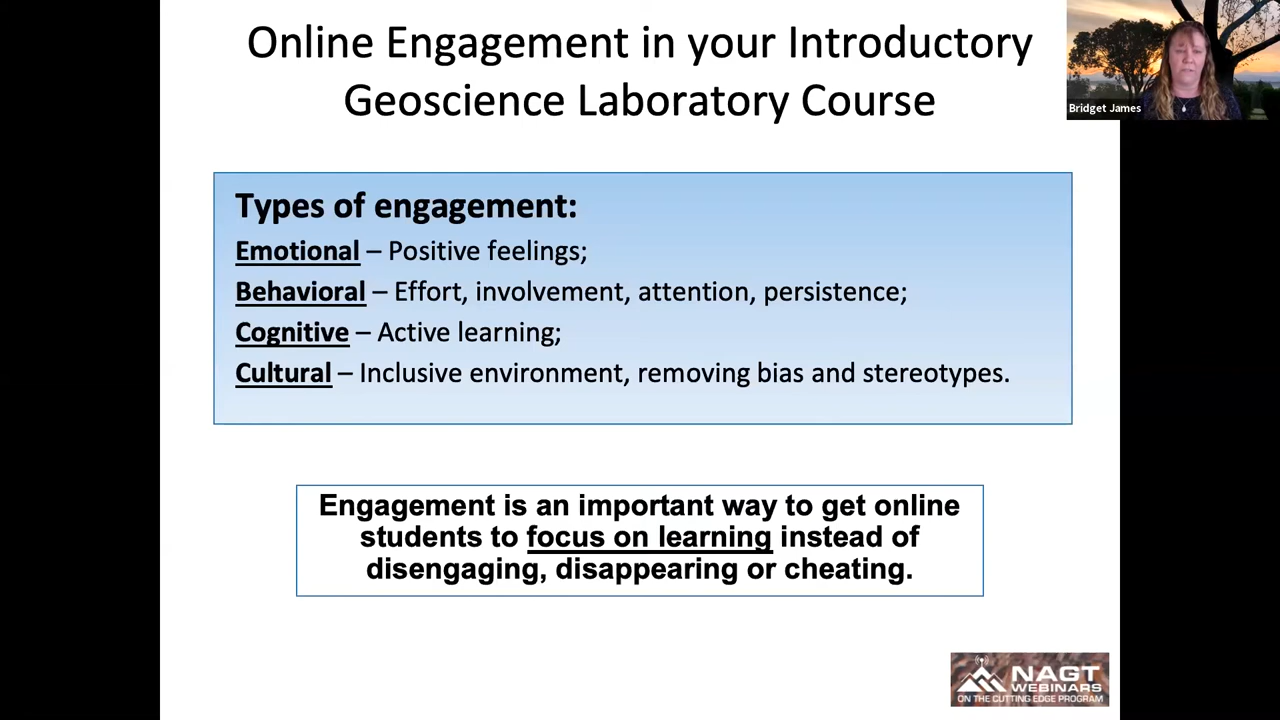 Online Engagement in your Introductory
Geoscience Laboratory Course
Bridget James
Types of engagement:
Emotional – Positive feelings;
Behavioral – Effort, involvement, attention, persistence;
Cognitive – Active learning;
Cultural – Inclusive environment, removing bias and stereotypes.
Engagement is an important way to get online
students to focus on learning instead of
disengaging, disappearing or cheating.
NAGT
WEBINARS
ON THE CUTTING EDGE PROGRAM